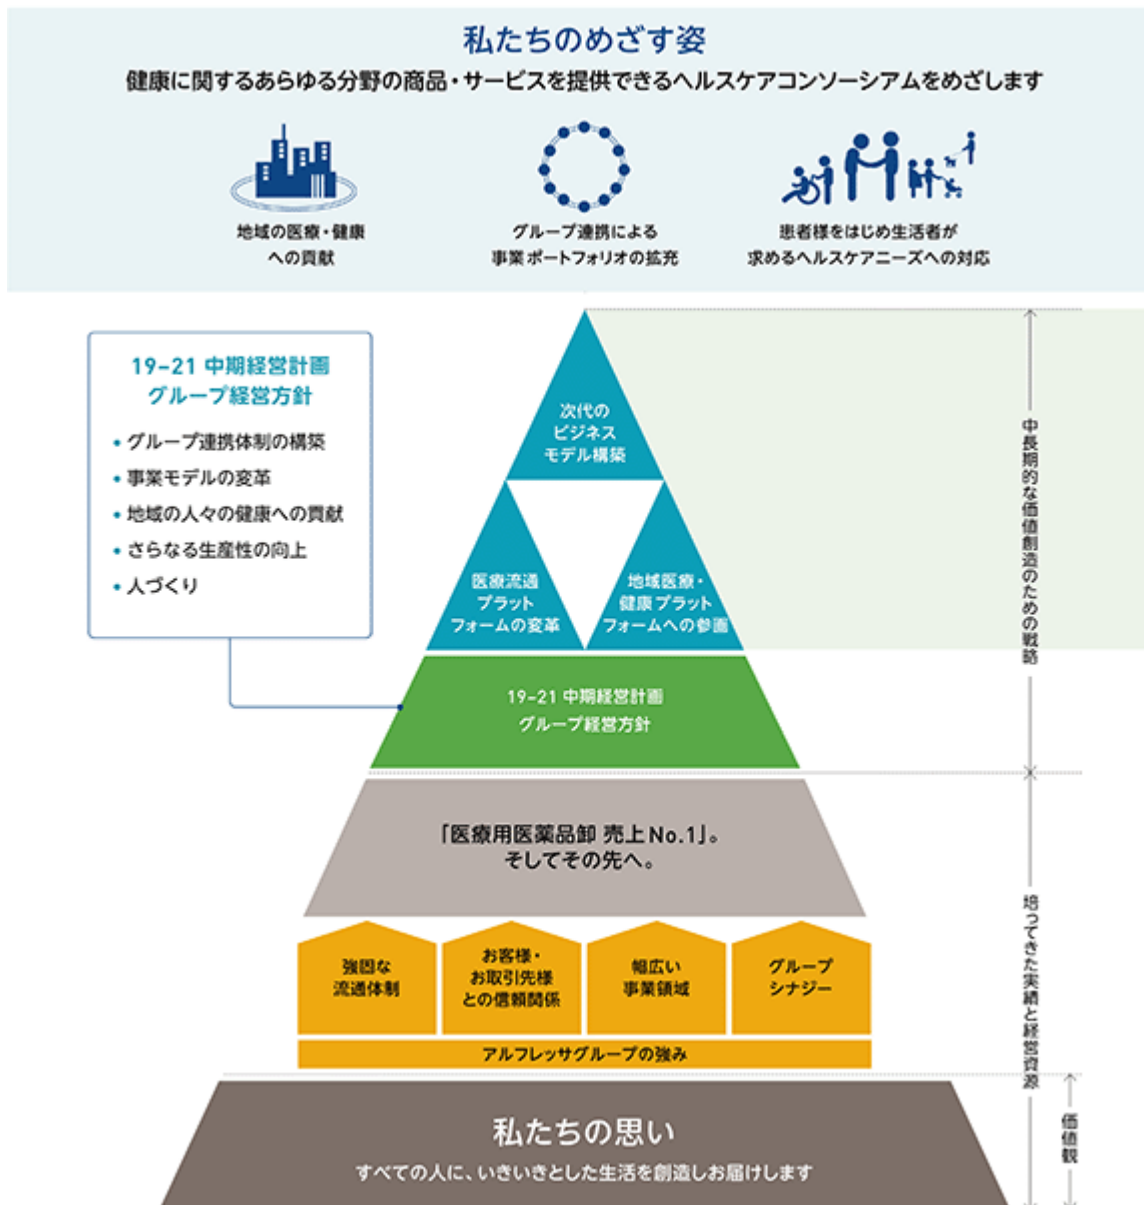 私たちのめざす姿
健康に関するあらゆる分野の商品・サービスを提供できるヘルスケアコンソーシアムをめざします
地域の医療・健康
への貢献
グループ連携による
事業ポートフォリオの拡充
患者様をはじめ生活者が
求めるヘルスケアニーズへの対応
19–21 中期経営計画
グループ経営方針
• グループ連携体制の構築
• 事業モデルの変革
• 地域の人々の健康への貢献
• さらなる生産性の向上
• 人づくり
次代の
ビジネス
モデル構築
医療流通
プラット
フォームの変革
地域医療・
健康プラット
フォームへの参画
19–21 中期経営計画
グループ経営方針
「医療用医薬品卸 売上No.1」。
そしてその先へ。
強固な
流通体制
お客様・
お取引先様
との信頼関係
幅広い
事業領域
グループ
シナジー
アルフレッサグループの強み
私たちの思い
すべての人に、いきいきとした生活を創造しお届けします
中長期的な価値創造のための戦略
培ってきた実績と経営資源
価値観